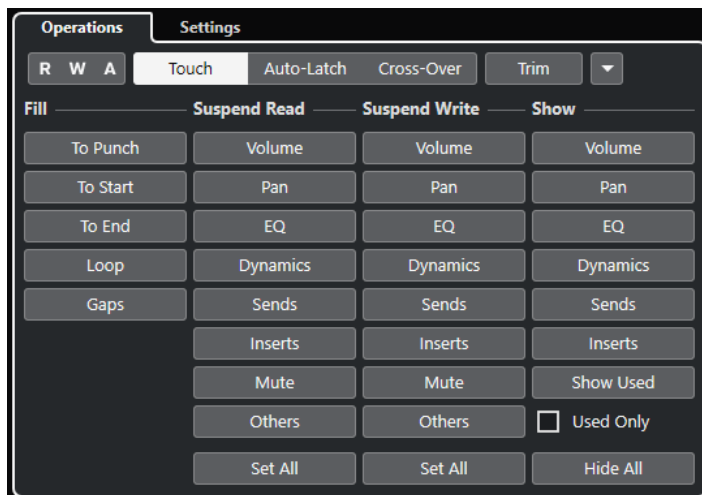 Operations Settings
R W A Touch Auto-Latch Cross-Over Trim
Fill Suspend Read Suspend Write Show
To Punch Volume Volume Volume
To Start Pan Pan Pan
To End EQ EQ EQ
Loop Dynamics Dynamics Dynamics
Gaps Sends Sends Sends
Inserts Inserts Inserts
Mute Mute Show Used
Others Others Used Only
Set All Set All Hide All